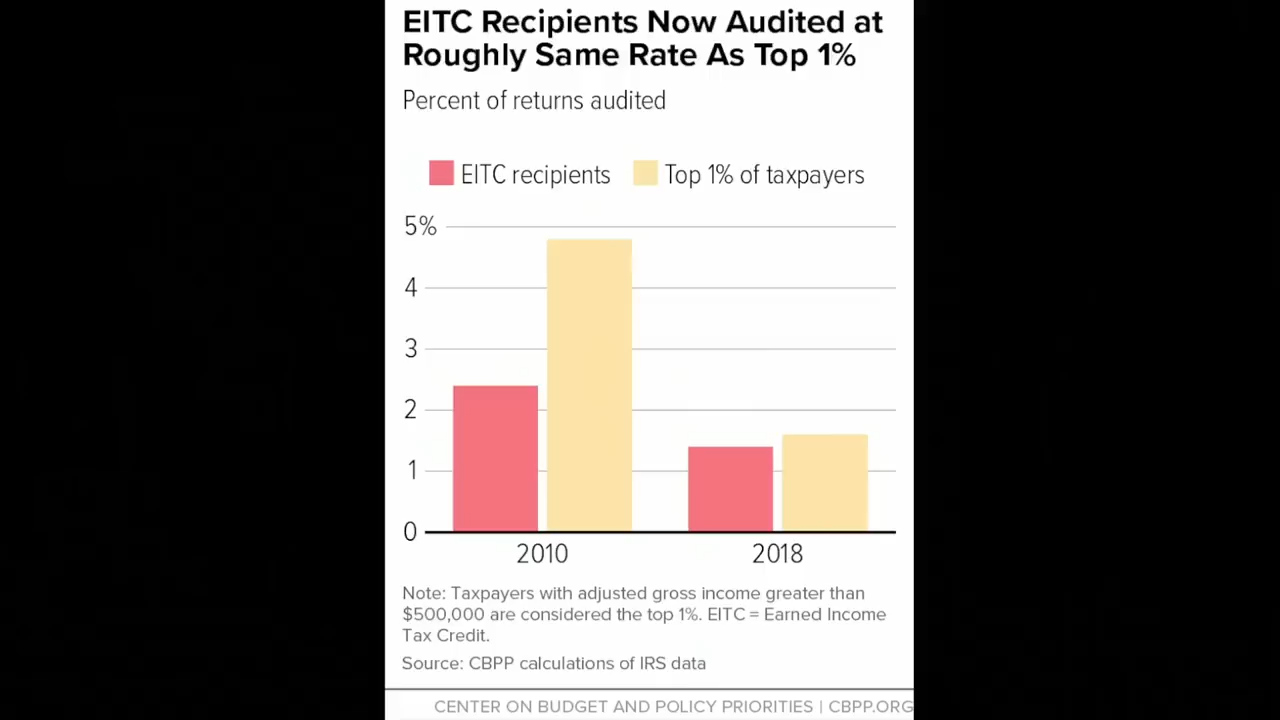 EITC Recipients Now Audited at
Roughly Same Rate As Top 1%
Percent of returns audited
EITC recipients Top 1% of taxpayers
5%
4
3
2
1
0
2010 2018
Note: Taxpayers with adjusted gross income greater than
$500,000 are considered the top 1%. EITC = Earned Income
Tax Credit.
Source: CBPP calculations of IRS data
CENTER ON BUDGET AND POLICY PRIORITIES | CBPP.ORG